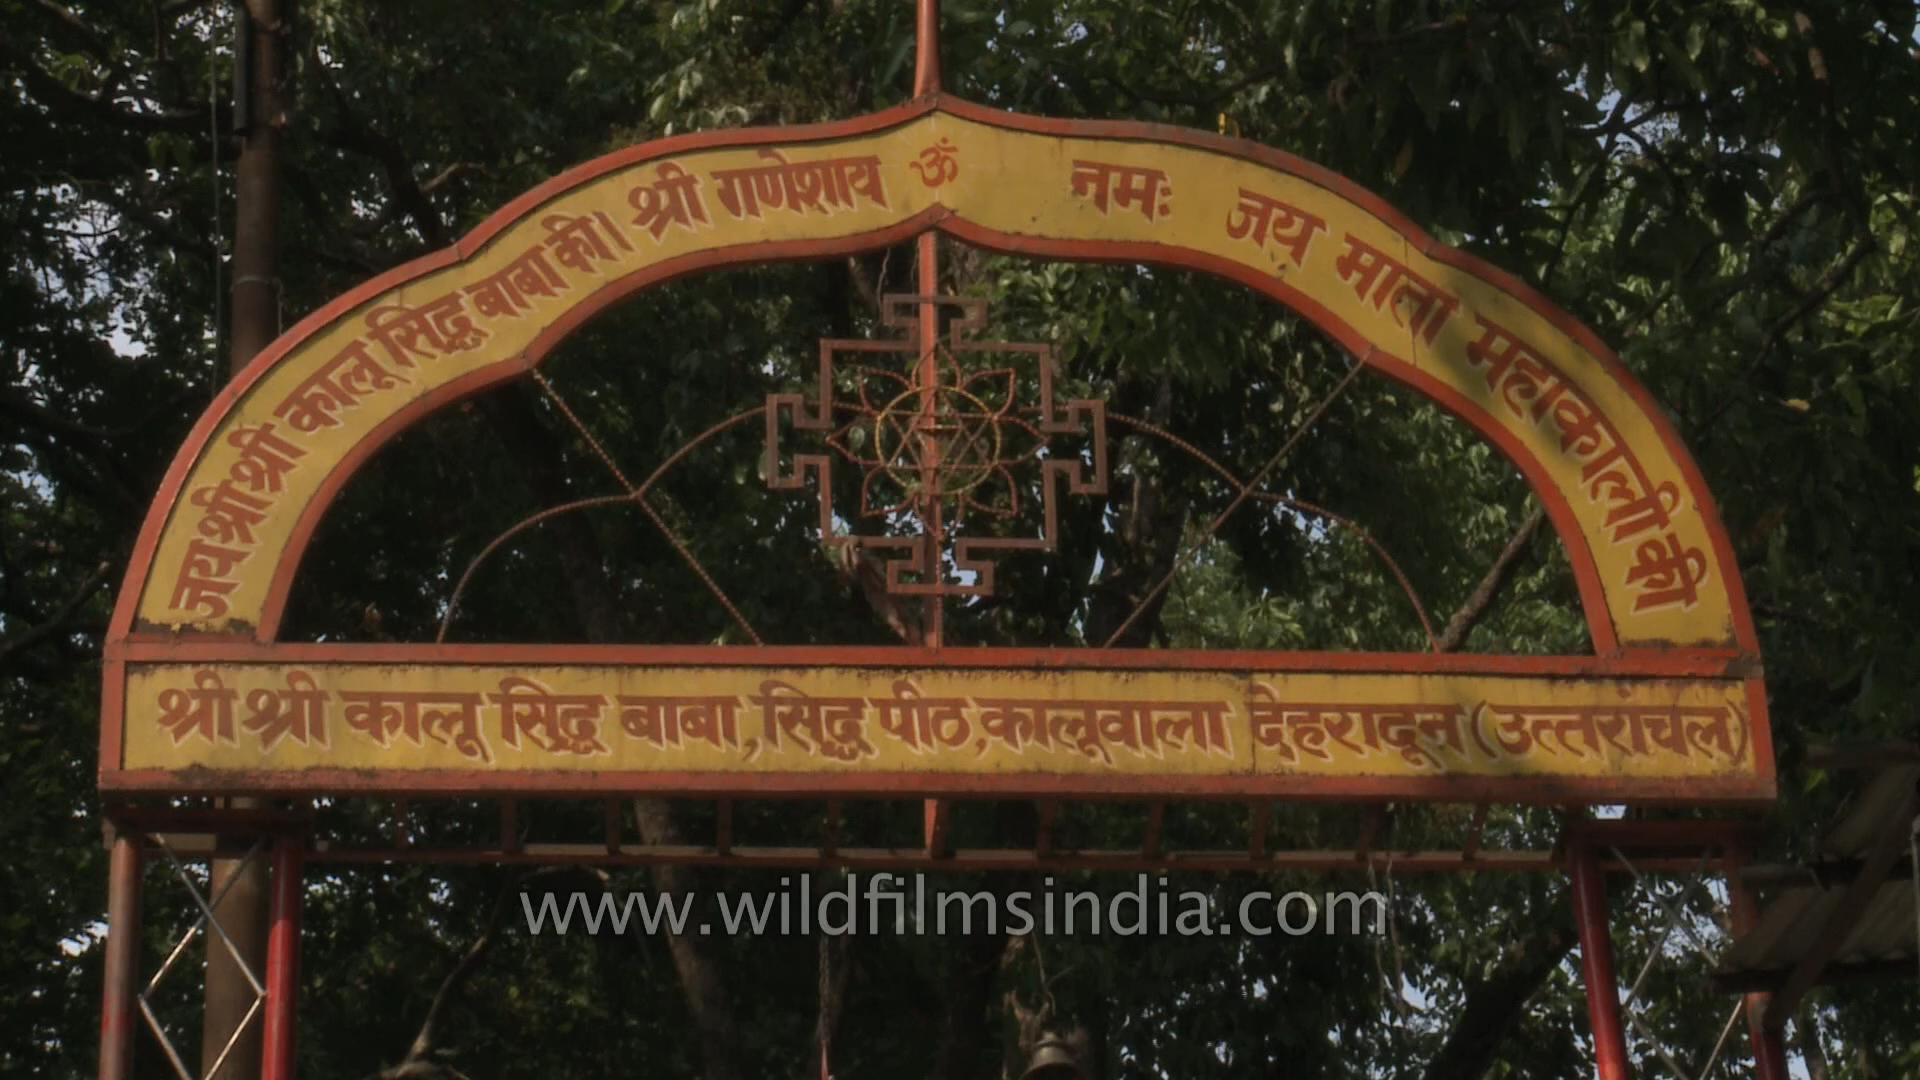 जय श्री श्री कालू सिद्ध बाबा की। श्री गणेशाय ॐ नमः जय माता महाकाली की
श्री श्री कालू सिद्ध बाबा, सिद्ध पीठ, कालूवाला देहरादून (उत्तरांचल)
www.wildfilmsindia.com